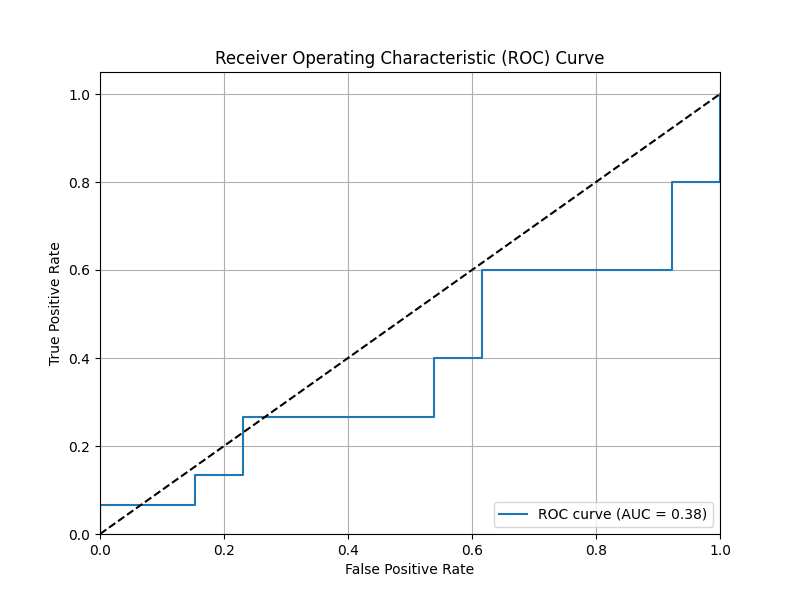 Receiver Operating Characteristic (ROC) Curve
True Positive Rate
1.0
0.8
0.6
0.4
0.2
0.0
ROC curve (AUC = 0.38)
0.0 0.2 0.4 0.6 0.8 1.0
False Positive Rate